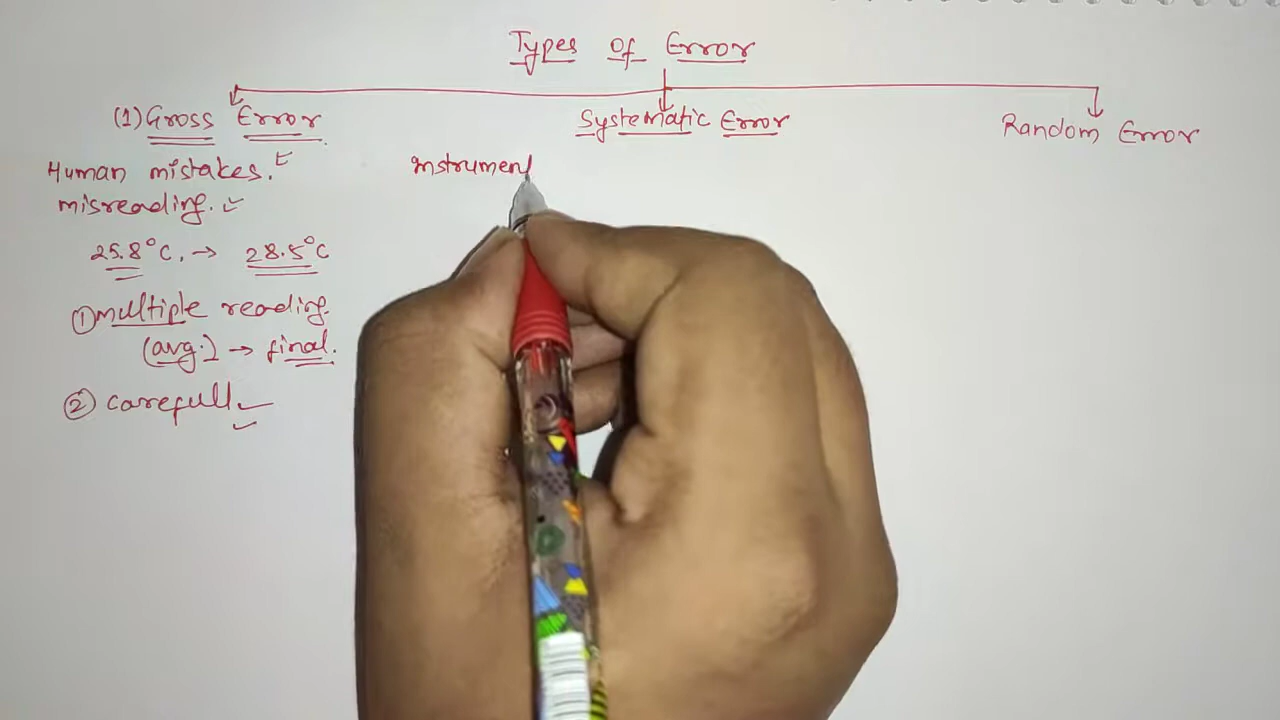 Types of Error
(1) Gross Error
Systematic Error
Random Error
Human mistakes.
misreading.
25.8°C, → 28.5°C
① multiple reading.
(avg.) → final.
② carefull
Instrument